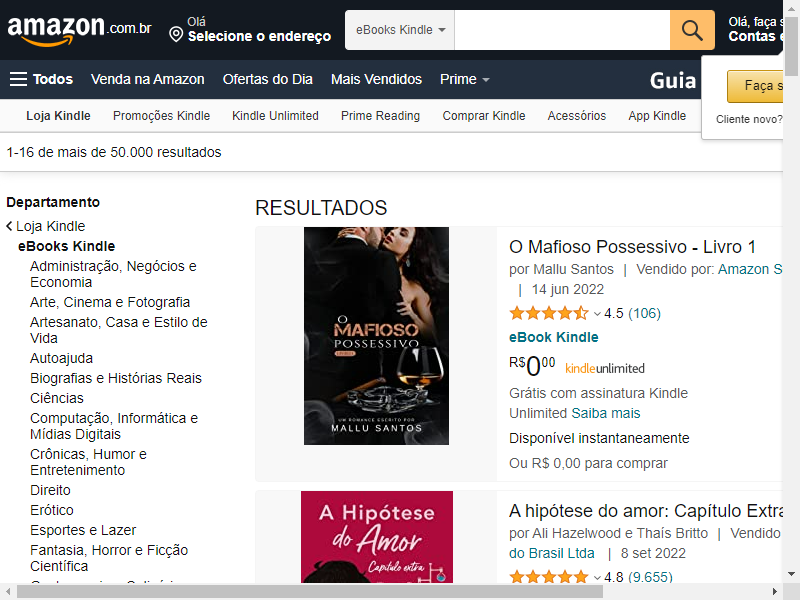 amazon.com.br
Olá
Selecione o endereço
eBooks Kindle
Olá, faça s
Contas e
Todos
Venda na Amazon
Ofertas do Dia
Mais Vendidos
Prime
Guia
Faça s
Cliente novo?
Loja Kindle
Promoções Kindle
Kindle Unlimited
Prime Reading
Comprar Kindle
Acessórios
App Kindle
1-16 de mais de 50.000 resultados
Departamento
Loja Kindle
eBooks Kindle
Administração, Negócios e
Economia
Arte, Cinema e Fotografia
Artesanato, Casa e Estilo de
Vida
Autoajuda
Biografias e Histórias Reais
Ciências
Computação, Informática e
Mídias Digitais
Crônicas, Humor e
Entretenimento
Direito
Erótico
Esportes e Lazer
Fantasia, Horror e Ficção
Científica
RESULTADOS
O
MAFIOSO
POSSESSIVO
UM ROMANCE ESCRITO POR
MALLU SANTOS
O Mafioso Possessivo - Livro 1
por Mallu Santos | Vendido por: Amazon S
| 14 jun 2022
4.5 (106)
eBook Kindle
R$000 kindleunlimited
Grátis com assinatura Kindle
Unlimited Saiba mais
Disponível instantaneamente
Ou R$ 0,00 para comprar
A Hipótese
do Amor
Capítulo extra
A hipótese do amor: Capítulo Extra
por Ali Hazelwood e Thaís Britto | Vendido
do Brasil Ltda | 8 set 2022
4.8 (9.655)